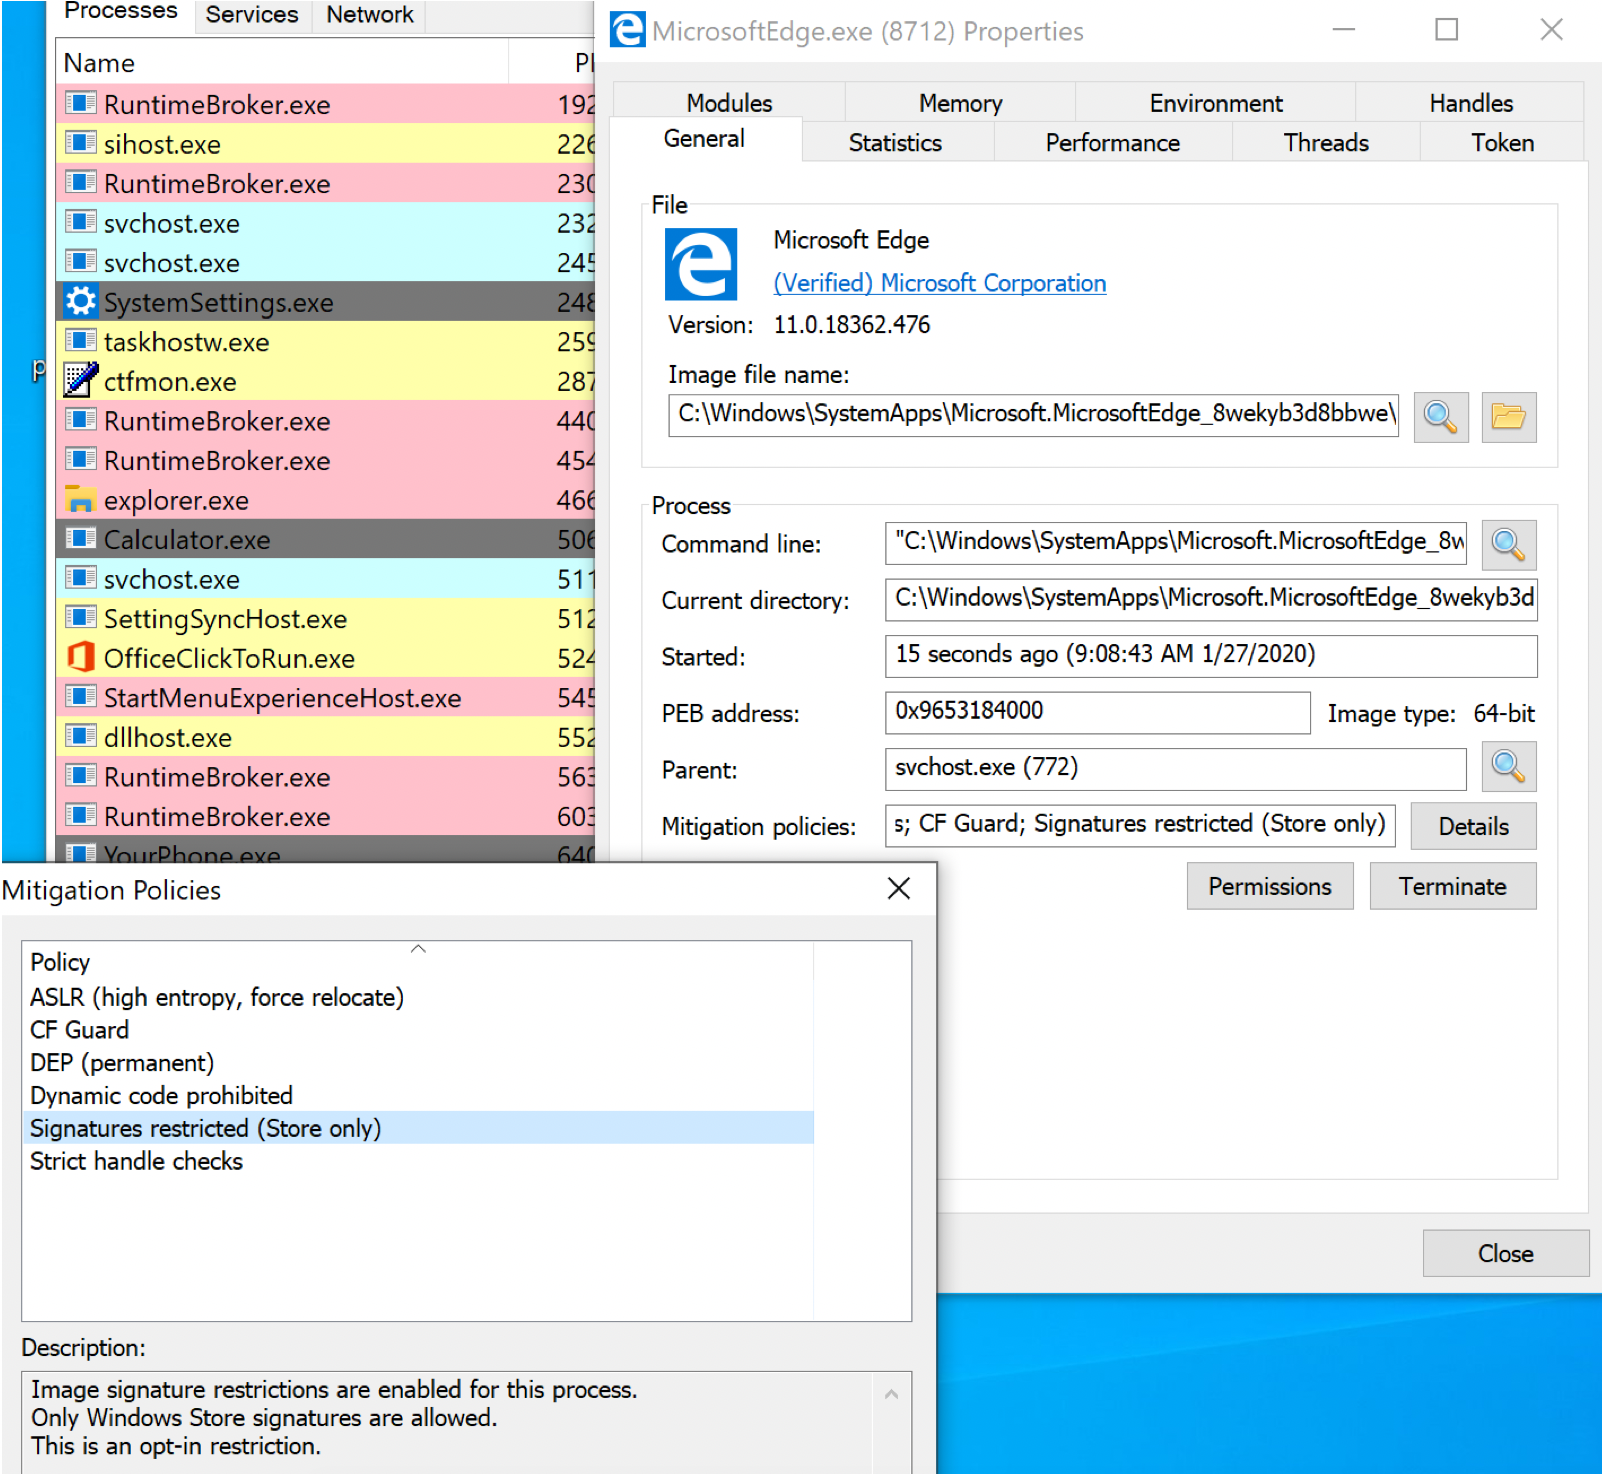 Processes Services Network
Name PI
RuntimeBroker.exe 192
sihost.exe 226
RuntimeBroker.exe 230
svchost.exe 232
svchost.exe 245
SystemSettings.exe 248
taskhostw.exe 259
p
ctfmon.exe 287
RuntimeBroker.exe 440
RuntimeBroker.exe 454
explorer.exe 466
Calculator.exe 506
svchost.exe 511
SettingSyncHost.exe 512
OfficeClickToRun.exe 524
StartMenuExperienceHost.exe 545
dllhost.exe 552
RuntimeBroker.exe 563
RuntimeBroker.exe 603
YourPhone.exe 640
MicrosoftEdge.exe (8712) Properties
Modules Memory Environment Handles
General Statistics Performance Threads Token
File
Microsoft Edge
(Verified) Microsoft Corporation
Version: 11.0.18362.476
Image file name:
C:\Windows\SystemApps\Microsoft.MicrosoftEdge_8wekyb3d8bbwe\
Process
Command line: "C:\Windows\SystemApps\Microsoft.MicrosoftEdge_8w
Current directory: C:\Windows\SystemApps\Microsoft.MicrosoftEdge_8wekyb3d
Started: 15 seconds ago (9:08:43 AM 1/27/2020)
PEB address: 0x9653184000 Image type: 64-bit
Parent: svchost.exe (772)
Mitigation policies: s; CF Guard; Signatures restricted (Store only) Details
Permissions Terminate
Close
Mitigation Policies
Policy
ASLR (high entropy, force relocate)
CF Guard
DEP (permanent)
Dynamic code prohibited
Signatures restricted (Store only)
Strict handle checks
Description:
Image signature restrictions are enabled for this process.
Only Windows Store signatures are allowed.
This is an opt-in restriction.